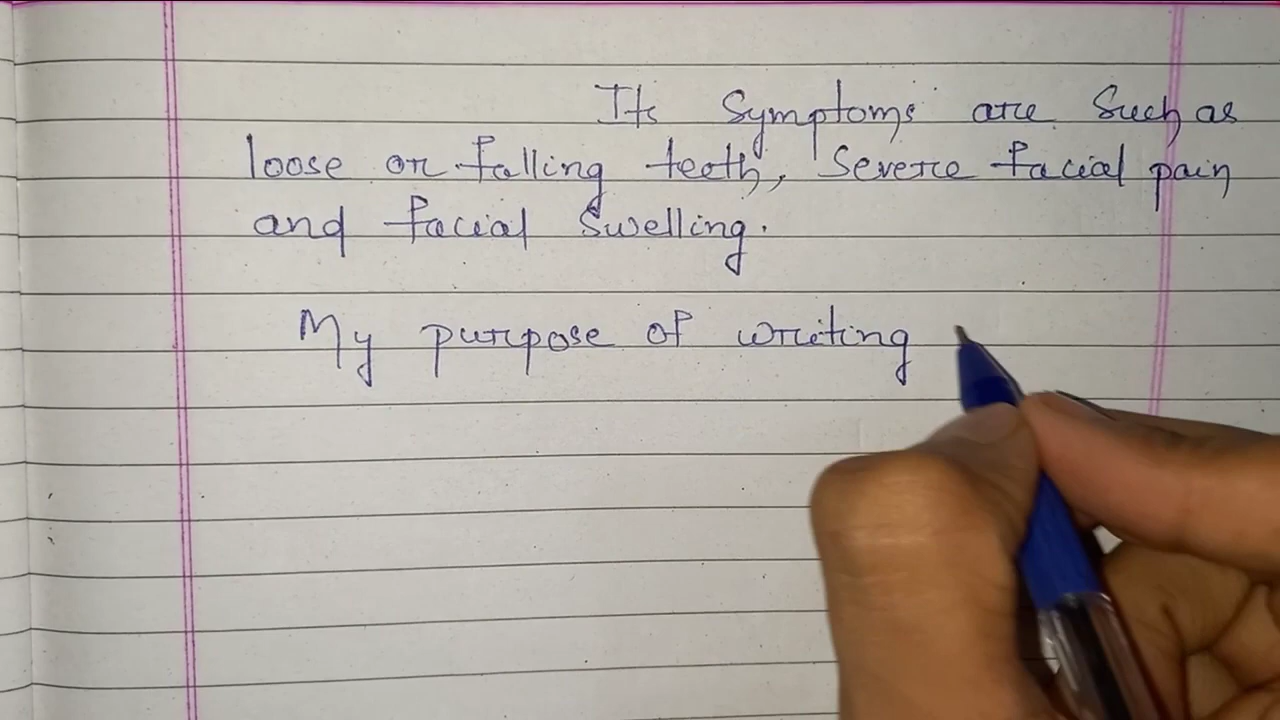 Its Symptoms are Such as
loose or falling teeth, Severe facial pain
and facial Swelling.
My purpose of writing